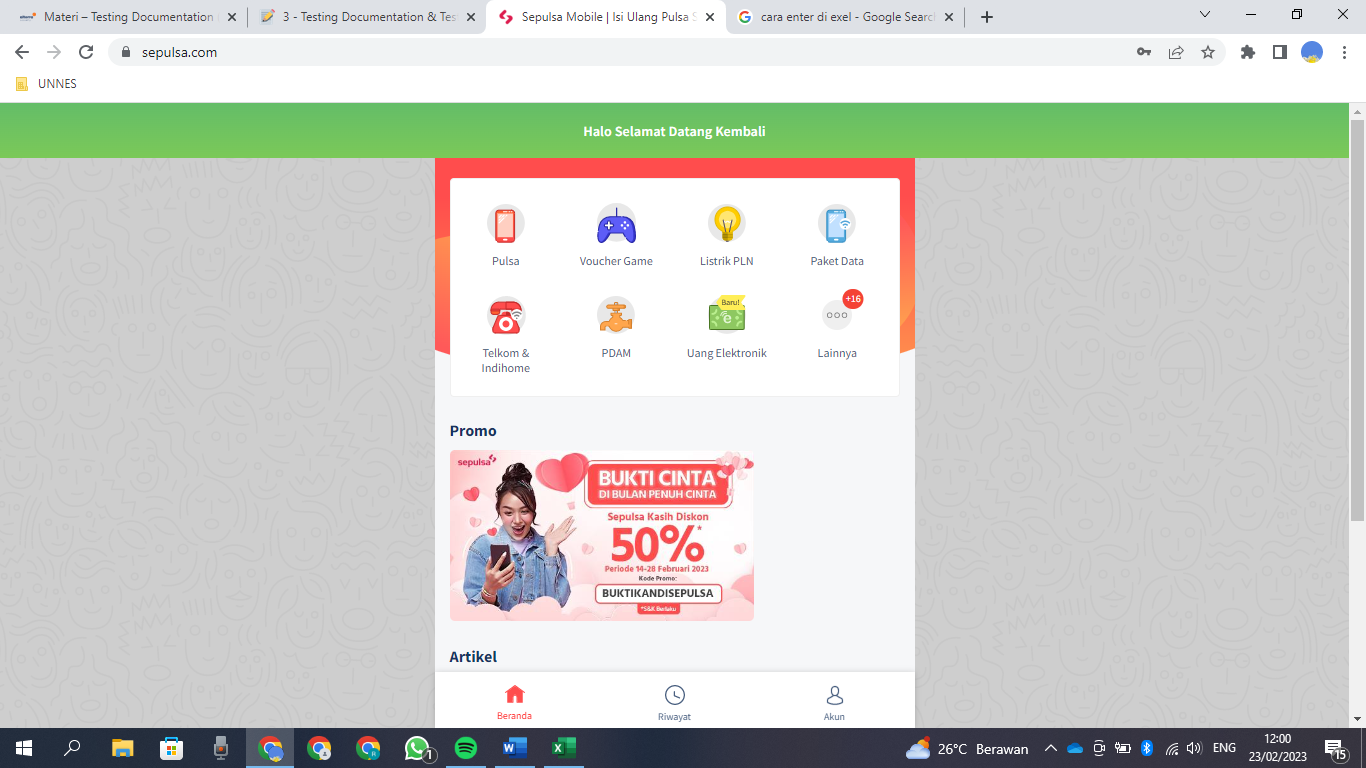 Materi – Testing Documentation
3 - Testing Documentation & Tes
Sepulsa Mobile | Isi Ulang Pulsa S
cara enter di exel - Google Searc
sepulsa.com
UNNES
Halo Selamat Datang Kembali
Pulsa
Voucher Game
Listrik PLN
Paket Data
Telkom &
Indihome
PDAM
Baru!
Uang Elektronik
+16
Lainnya
Promo
sepulsa
BUKTI CINTA
DI BULAN PENUH CINTA
Sepulsa Kasih Diskon
50%*
Periode 14-28 Februari 2023
Kode Promo:
BUKTIKANDISEPULSA
*S&K Berlaku
Artikel
Beranda
Riwayat
Akun
1
26°C Berawan
ENG
12:00
23/02/2023
15